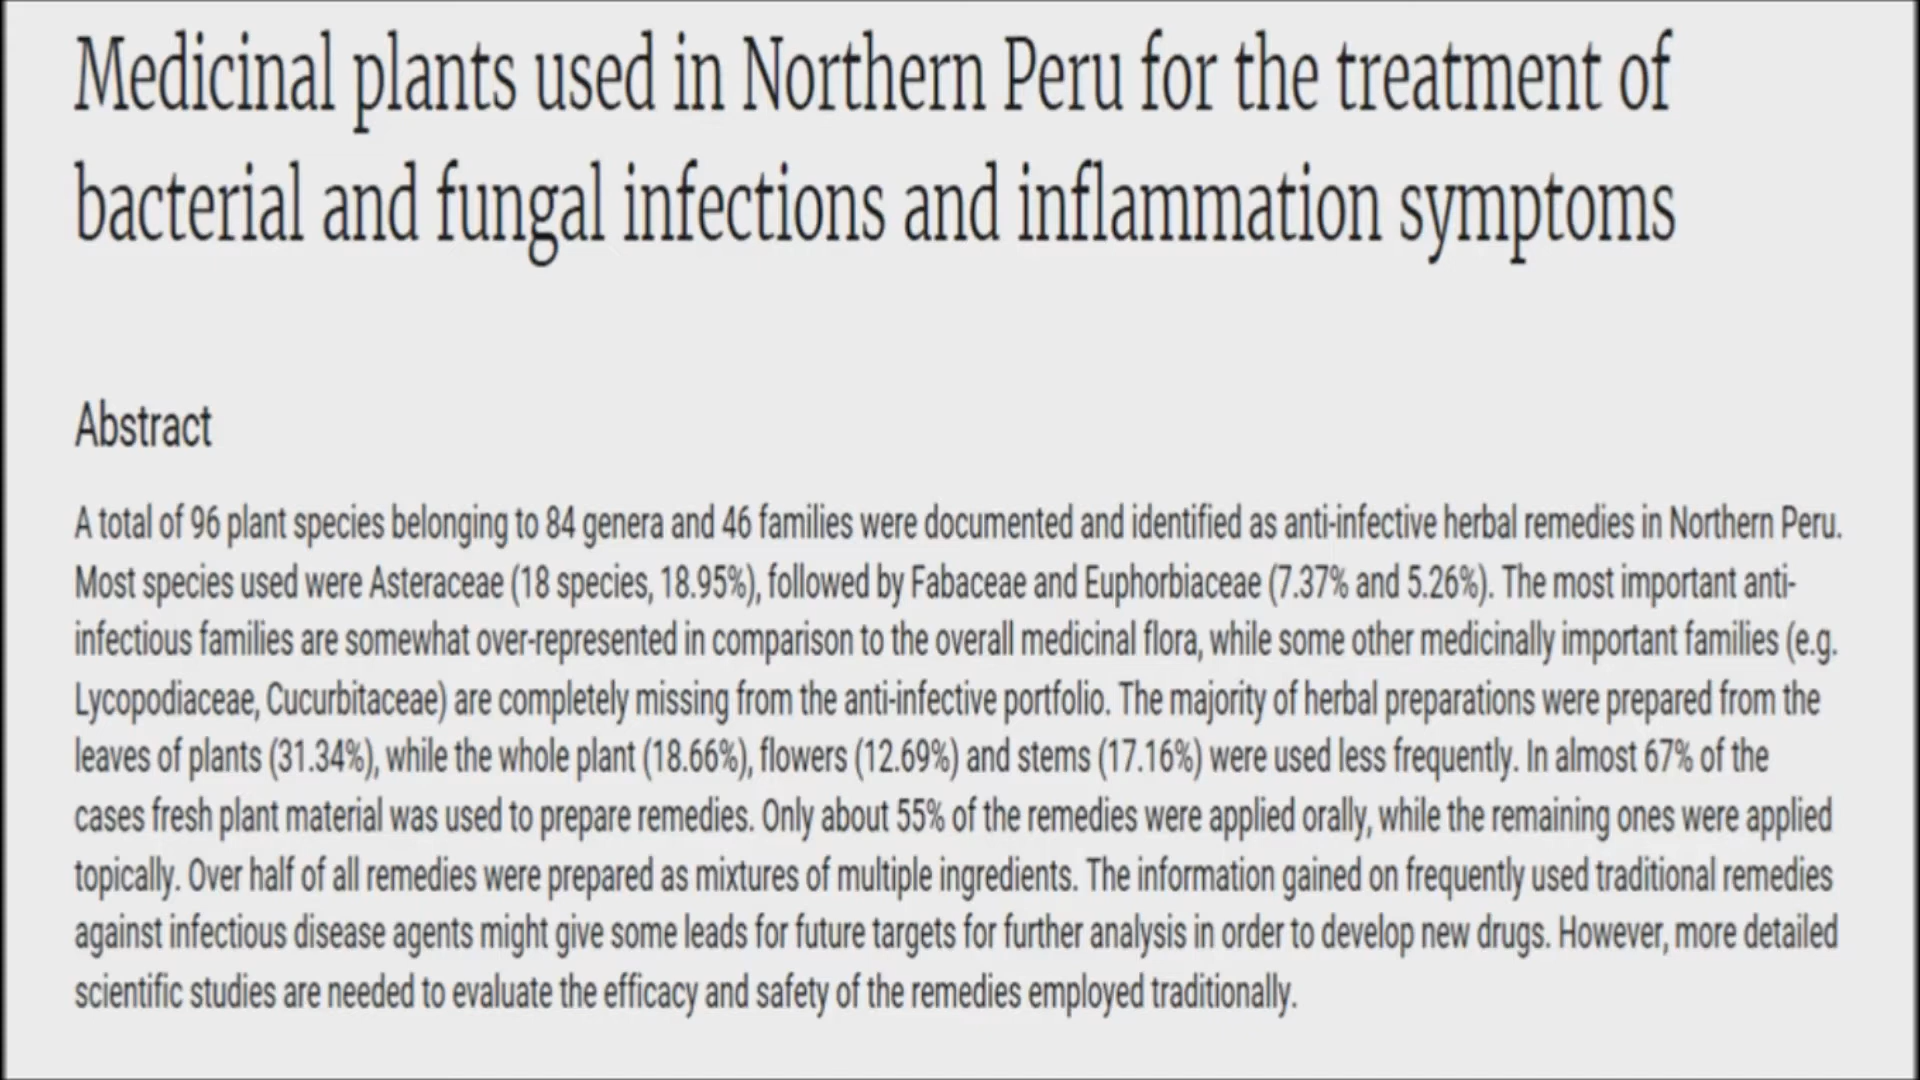 Medicinal plants used in Northern Peru for the treatment of
bacterial and fungal infections and inflammation symptoms
Abstract
A total of 96 plant species belonging to 84 genera and 46 families were documented and identified as anti-infective herbal remedies in Northern Peru.
Most species used were Asteraceae (18 species, 18.95%), followed by Fabaceae and Euphorbiaceae (7.37% and 5.26%). The most important anti-
infectious families are somewhat over-represented in comparison to the overall medicinal flora, while some other medicinally important families (e.g.
Lycopodiaceae, Cucurbitaceae) are completely missing from the anti-infective portfolio. The majority of herbal preparations were prepared from the
leaves of plants (31.34%), while the whole plant (18.66%), flowers (12.69%) and stems (17.16%) were used less frequently. In almost 67% of the
cases fresh plant material was used to prepare remedies. Only about 55% of the remedies were applied orally, while the remaining ones were applied
topically. Over half of all remedies were prepared as mixtures of multiple ingredients. The information gained on frequently used traditional remedies
against infectious disease agents might give some leads for future targets for further analysis in order to develop new drugs. However, more detailed
scientific studies are needed to evaluate the efficacy and safety of the remedies employed traditionally.